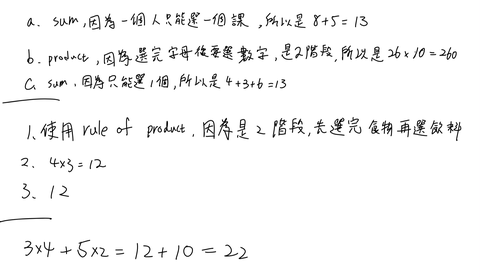 a. sum,因為一個人只能選一個課,所以是 8+5=13
b. product,因為選完字母後要選數字,是2階段,所以是 26×10=260
C. sum,因為只能選1個,所以是 4+3+6=13
1.使用 rule of product,因為是2階段,先選完食物再選飲料
2. 4×3=12
3. 12
3×4+5×2=12+10=22